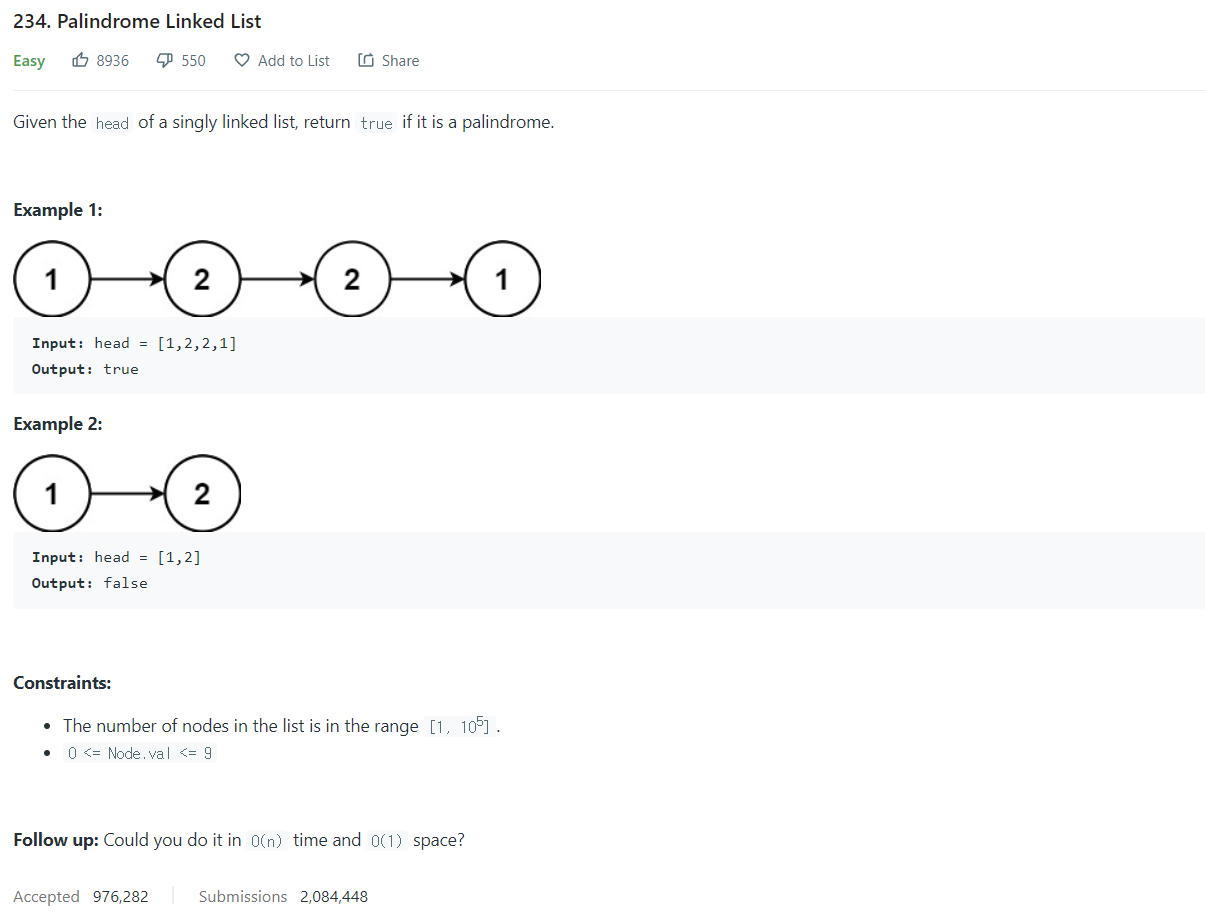 234. Palindrome Linked List
Easy 8936 550 Add to List Share
Given the head of a singly linked list, return true if it is a palindrome.
Example 1:
1 2 2 1
Input: head = [1,2,2,1]
Output: true
Example 2:
1 2
Input: head = [1,2]
Output: false
Constraints:
• The number of nodes in the list is in the range [1, 10⁵].
• 0 <= Node.val <= 9
Follow up: Could you do it in O(n) time and O(1) space?
Accepted 976,282 Submissions 2,084,448